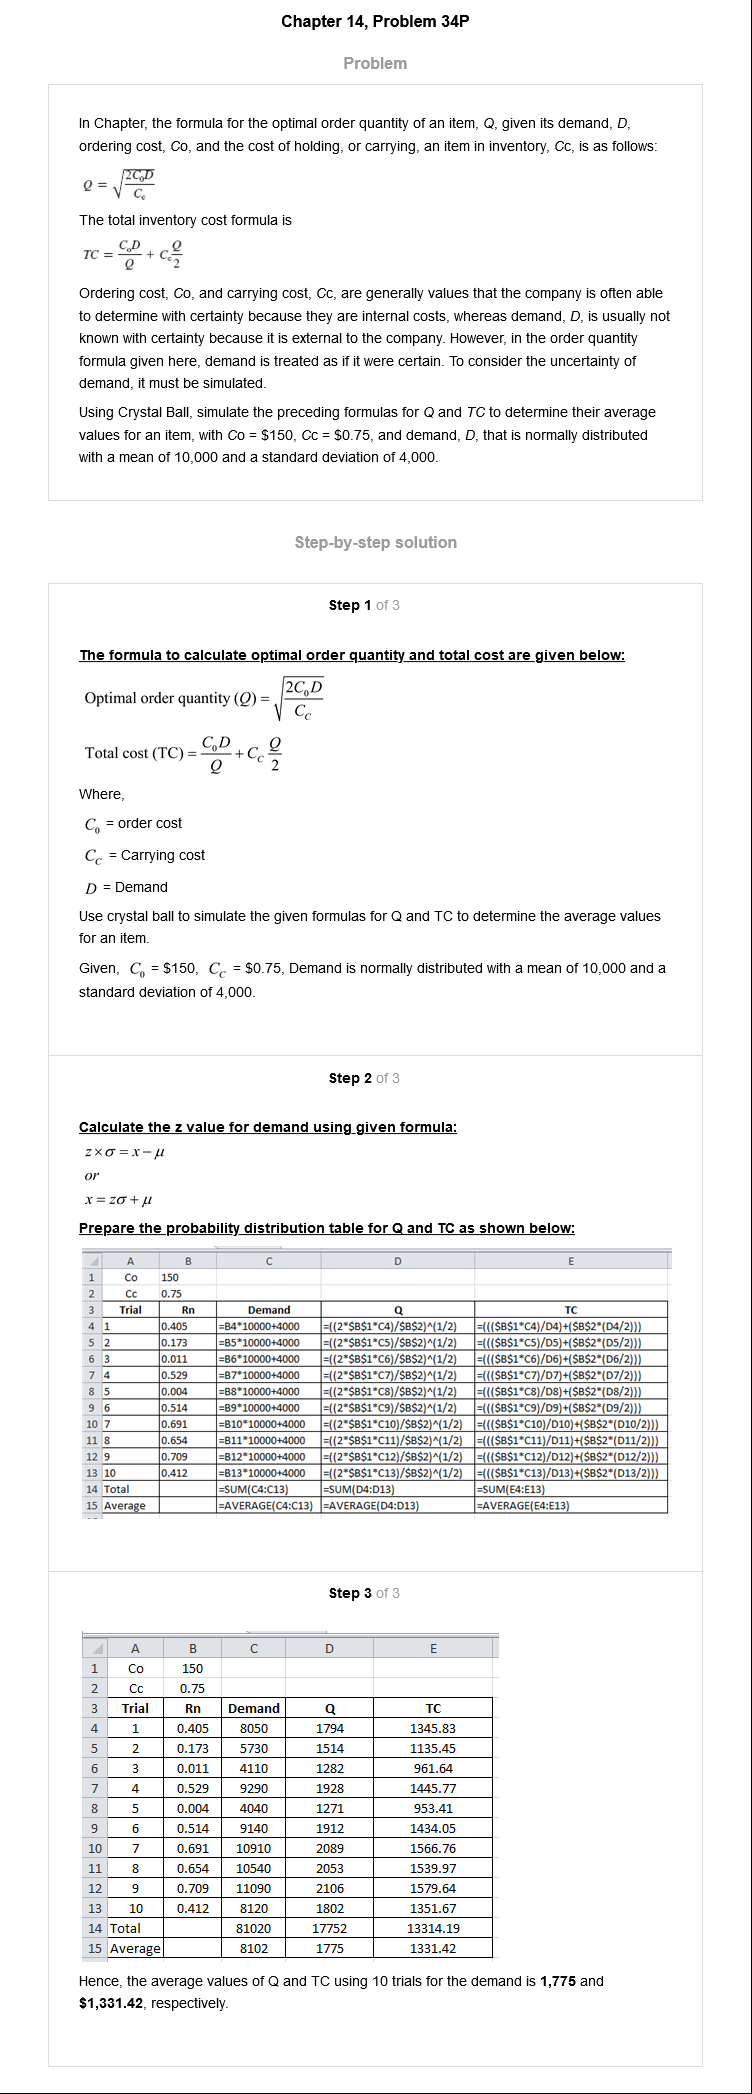 Chapter 14, Problem 34P
Problem
In Chapter, the formula for the optimal order quantity of an item, Q, given its demand, D,
ordering cost, Co, and the cost of holding, or carrying, an item in inventory, Cc, is as follows:
Q = √(2CₒD / C꜀)
The total inventory cost formula is
TC = CₒD / Q + C꜀ Q / 2
Ordering cost, Co, and carrying cost, Cc, are generally values that the company is often able
to determine with certainty because they are internal costs, whereas demand, D, is usually not
known with certainty because it is external to the company. However, in the order quantity
formula given here, demand is treated as if it were certain. To consider the uncertainty of
demand, it must be simulated.
Using Crystal Ball, simulate the preceding formulas for Q and TC to determine their average
values for an item, with Co = $150, Cc = $0.75, and demand, D, that is normally distributed
with a mean of 10,000 and a standard deviation of 4,000.
Step-by-step solution
Step 1 of 3
The formula to calculate optimal order quantity and total cost are given below:
Optimal order quantity (Q) = √(2C₀D / C_C)
Total cost (TC) = C₀D / Q + C_C Q / 2
Where,
C₀ = order cost
C_C = Carrying cost
D = Demand
Use crystal ball to simulate the given formulas for Q and TC to determine the average values
for an item.
Given, C₀ = $150, C_C = $0.75, Demand is normally distributed with a mean of 10,000 and a
standard deviation of 4,000.
Step 2 of 3
Calculate the z value for demand using given formula:
z×σ = x−μ
or
x = zσ+μ
Prepare the probability distribution table for Q and TC as shown below:
A B C D E
1 Co 150
2 Cc 0.75
3 Trial Rn Demand Q TC
4 1 0.405 =B4*10000+4000 =((2*$B$1*C4)/$B$2)^(1/2) =((($B$1*C4)/D4)+($B$2*(D4/2)))
5 2 0.173 =B5*10000+4000 =((2*$B$1*C5)/$B$2)^(1/2) =((($B$1*C5)/D5)+($B$2*(D5/2)))
6 3 0.011 =B6*10000+4000 =((2*$B$1*C6)/$B$2)^(1/2) =((($B$1*C6)/D6)+($B$2*(D6/2)))
7 4 0.529 =B7*10000+4000 =((2*$B$1*C7)/$B$2)^(1/2) =((($B$1*C7)/D7)+($B$2*(D7/2)))
8 5 0.004 =B8*10000+4000 =((2*$B$1*C8)/$B$2)^(1/2) =((($B$1*C8)/D8)+($B$2*(D8/2)))
9 6 0.514 =B9*10000+4000 =((2*$B$1*C9)/$B$2)^(1/2) =((($B$1*C9)/D9)+($B$2*(D9/2)))
10 7 0.691 =B10*10000+4000 =((2*$B$1*C10)/$B$2)^(1/2) =((($B$1*C10)/D10)+($B$2*(D10/2)))
11 8 0.654 =B11*10000+4000 =((2*$B$1*C11)/$B$2)^(1/2) =((($B$1*C11)/D11)+($B$2*(D11/2)))
12 9 0.709 =B12*10000+4000 =((2*$B$1*C12)/$B$2)^(1/2) =((($B$1*C12)/D12)+($B$2*(D12/2)))
13 10 0.412 =B13*10000+4000 =((2*$B$1*C13)/$B$2)^(1/2) =((($B$1*C13)/D13)+($B$2*(D13/2)))
14 Total =SUM(C4:C13) =SUM(D4:D13) =SUM(E4:E13)
15 Average =AVERAGE(C4:C13) =AVERAGE(D4:D13) =AVERAGE(E4:E13)
Step 3 of 3
A B C D E
1 Co 150
2 Cc 0.75
3 Trial Rn Demand Q TC
4 1 0.405 8050 1794 1345.83
5 2 0.173 5730 1514 1135.45
6 3 0.011 4110 1282 961.64
7 4 0.529 9290 1928 1445.77
8 5 0.004 4040 1271 953.41
9 6 0.514 9140 1912 1434.05
10 7 0.691 10910 2089 1566.76
11 8 0.654 10540 2053 1539.97
12 9 0.709 11090 2106 1579.64
13 10 0.412 8120 1802 1351.67
14 Total 81020 17752 13314.19
15 Average 8102 1775 1331.42
Hence, the average values of Q and TC using 10 trials for the demand is 1,775 and
$1,331.42, respectively.